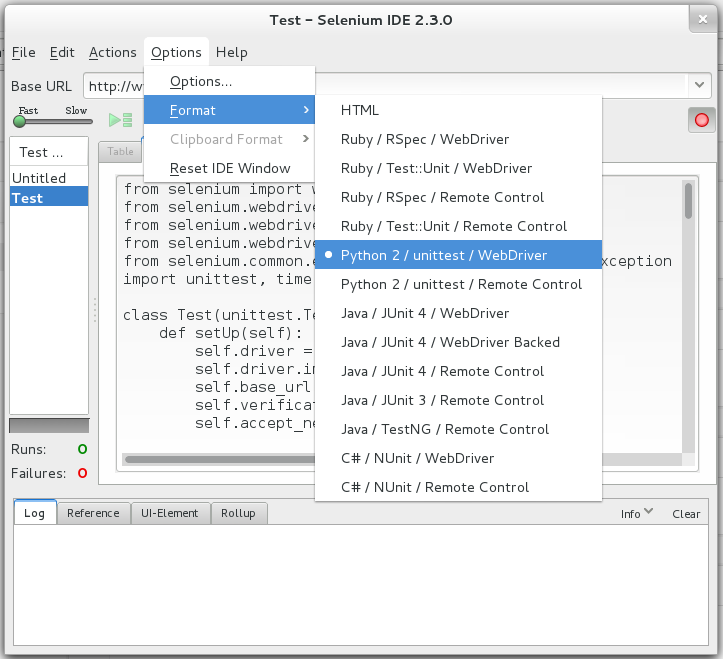 Test – Selenium IDE 2.3.0
File Edit Actions Options Help
Base URL http://w
Options...
Format
Clipboard Format
Reset IDE Window
HTML
Ruby / RSpec / WebDriver
Ruby / Test::Unit / WebDriver
Ruby / RSpec / Remote Control
Ruby / Test::Unit / Remote Control
Python 2 / unittest / WebDriver
Python 2 / unittest / Remote Control
Java / JUnit 4 / WebDriver
Java / JUnit 4 / WebDriver Backed
Java / JUnit 4 / Remote Control
Java / JUnit 3 / Remote Control
Java / TestNG / Remote Control
C# / NUnit / WebDriver
C# / NUnit / Remote Control
Fast Slow
Test ...
Untitled
Test
Table
from selenium import
from selenium.webdrive
from selenium.webdrive
from selenium.webdrive
from selenium.common.e xception
import unittest, time
class Test(unittest.Te
def setUp(self):
self.driver =
self.driver.im
self.base_url
self.verificat
self.accept_ne
Runs: 0
Failures: 0
Log Reference UI-Element Rollup Info Clear